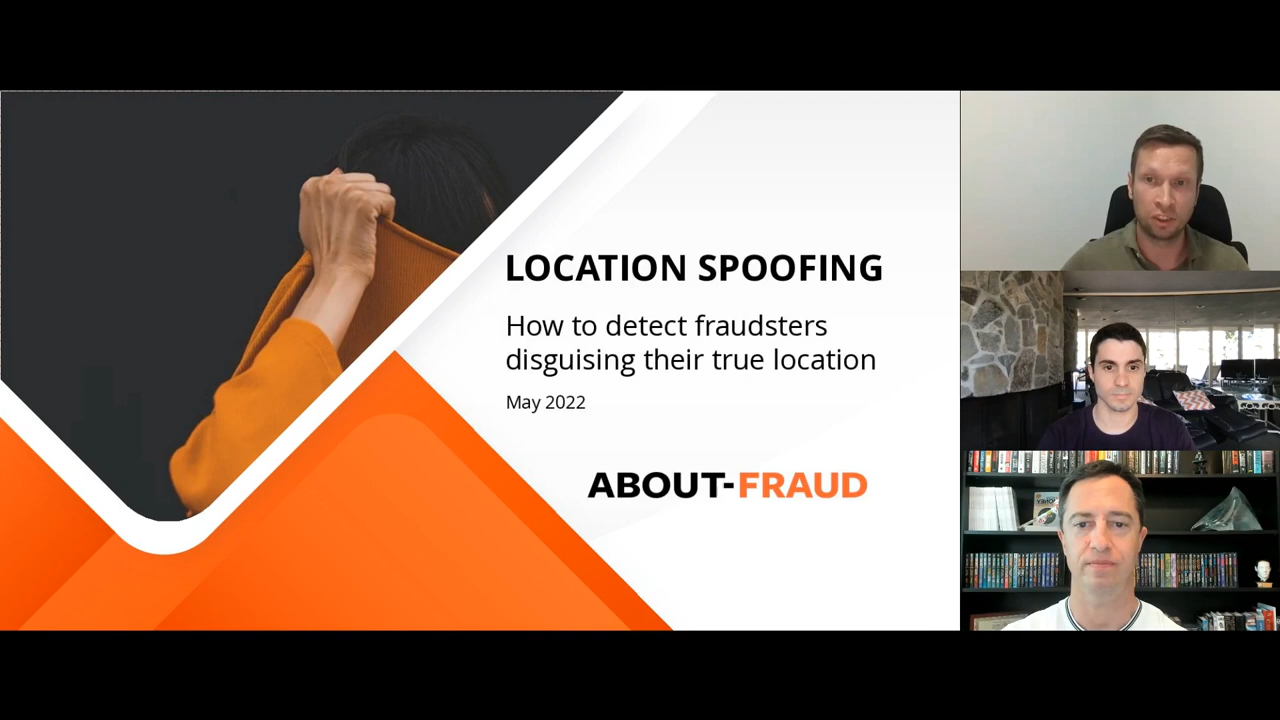 LOCATION SPOOFING
How to detect fraudsters
disguising their true location
May 2022
ABOUT-FRAUD